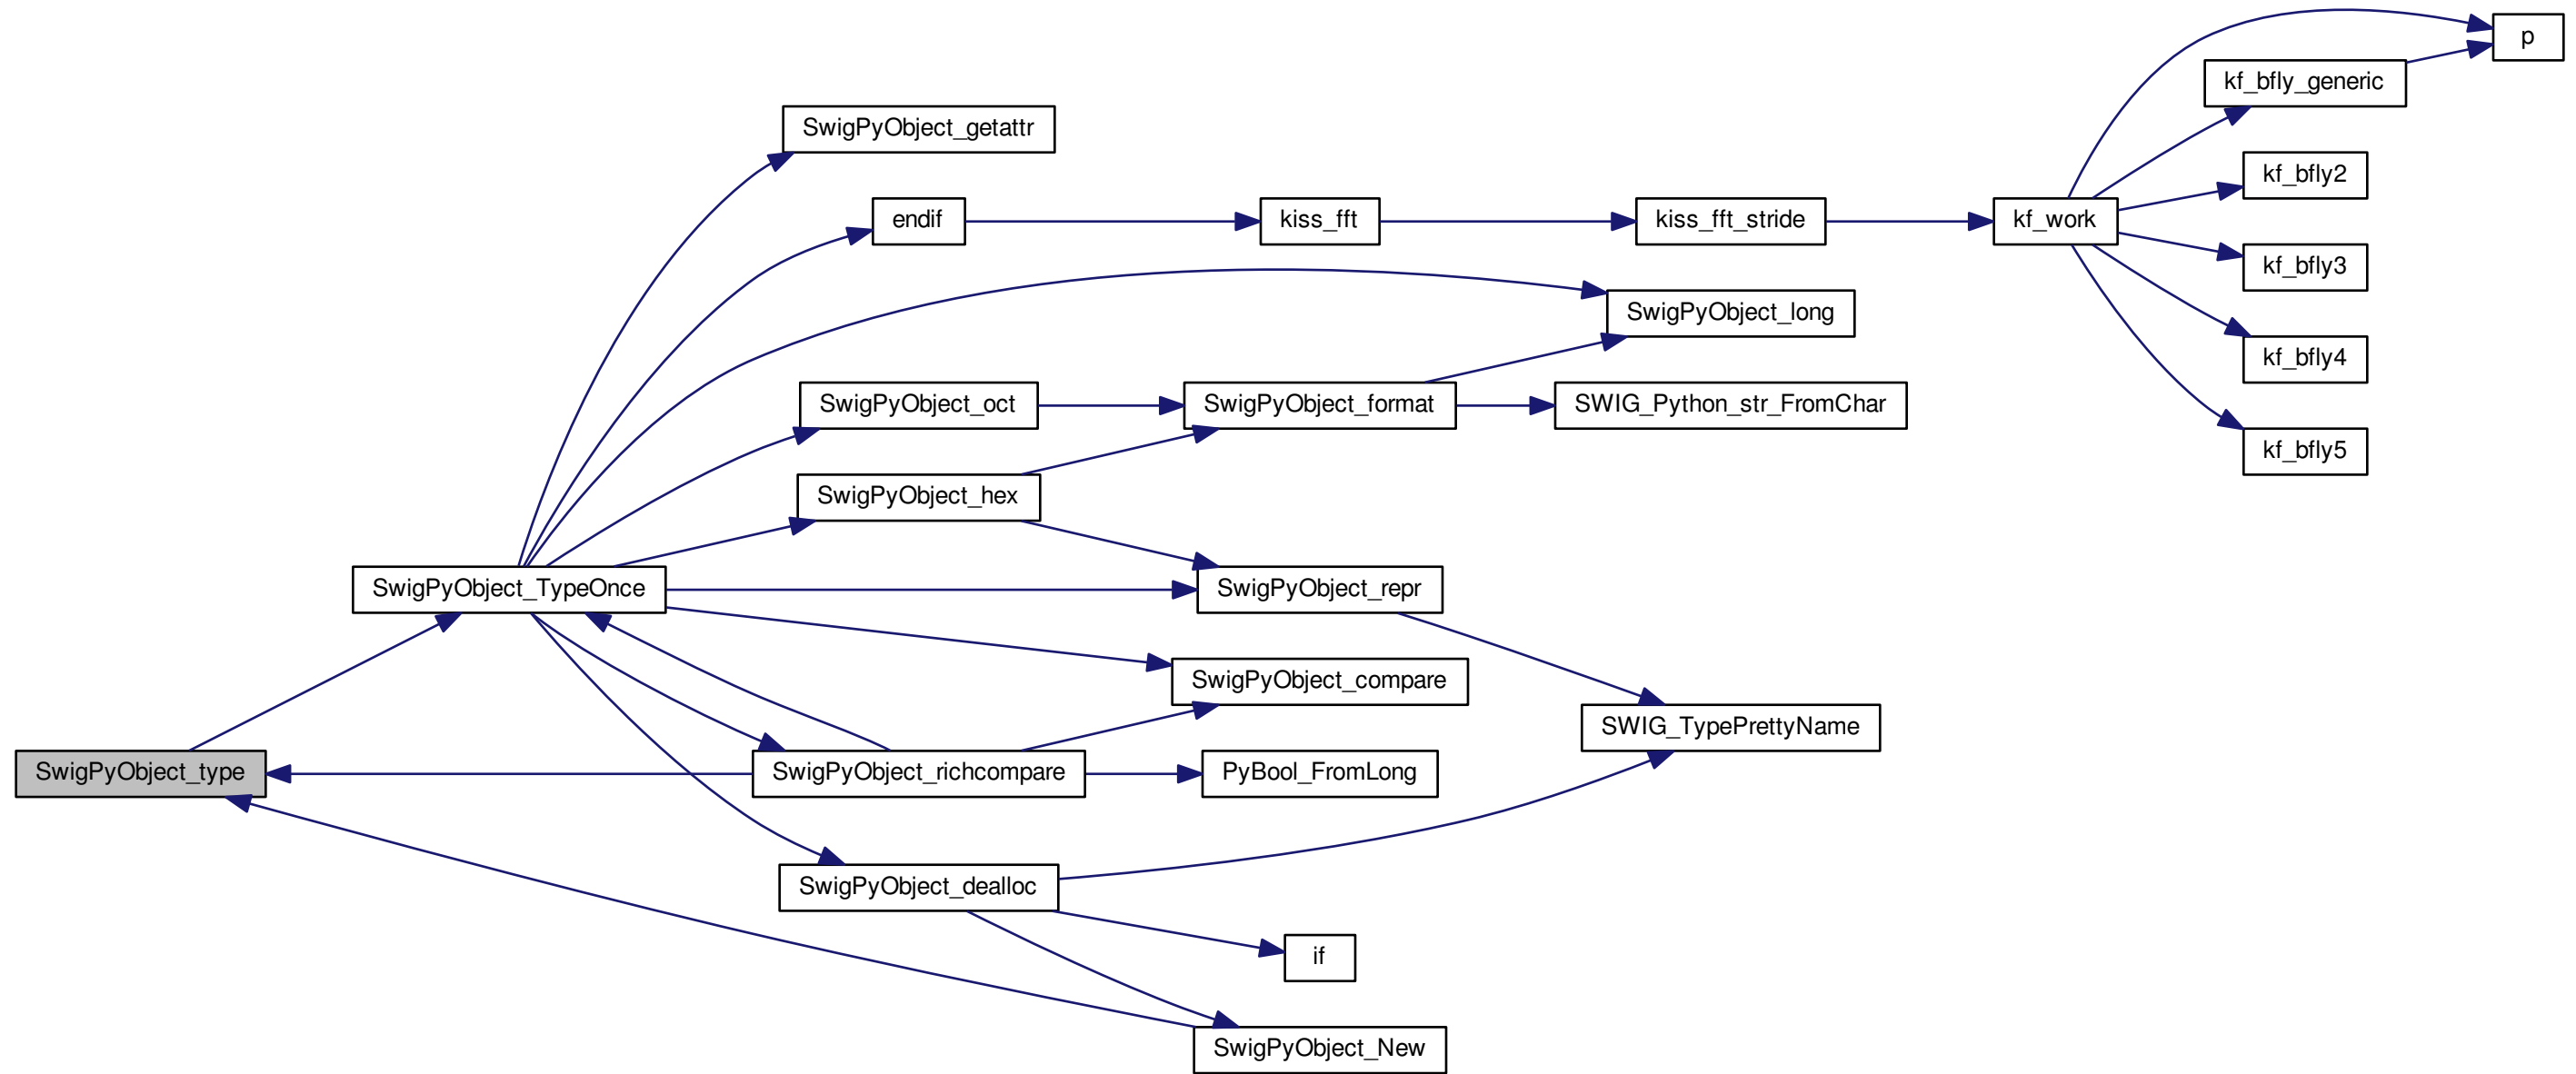 p
kf_bfly_generic
SwigPyObject_getattr
kf_bfly2
endif
kiss_fft
kiss_fft_stride
kf_work
kf_bfly3
SwigPyObject_long
kf_bfly4
SwigPyObject_oct
SwigPyObject_format
SWIG_Python_str_FromChar
kf_bfly5
SwigPyObject_hex
SwigPyObject_TypeOnce
SwigPyObject_repr
SwigPyObject_compare
SWIG_TypePrettyName
SwigPyObject_type
SwigPyObject_richcompare
PyBool_FromLong
SwigPyObject_dealloc
if
SwigPyObject_New